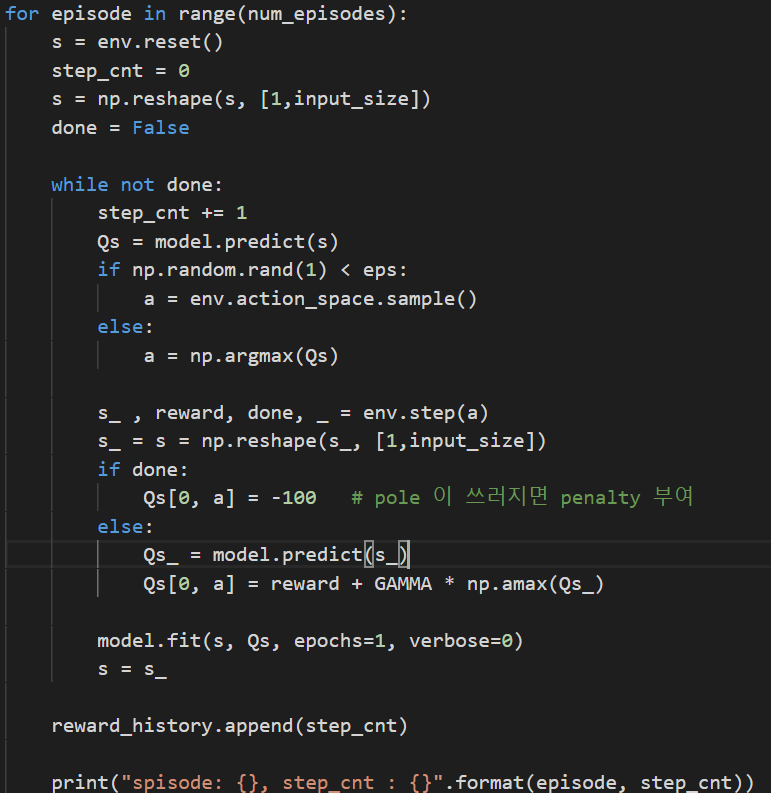 for episode in range(num_episodes):
    s = env.reset()
    step_cnt = 0
    s = np.reshape(s, [1,input_size])
    done = False

    while not done:
        step_cnt += 1
        Qs = model.predict(s)
        if np.random.rand(1) < eps:
            a = env.action_space.sample()
        else:
            a = np.argmax(Qs)

        s_ , reward, done, _ = env.step(a)
        s_ = s = np.reshape(s_, [1,input_size])
        if done:
            Qs[0, a] = -100   # pole 이 쓰러지면 penalty 부여
        else:
            Qs_ = model.predict(s_)
            Qs[0, a] = reward + GAMMA * np.amax(Qs_)

        model.fit(s, Qs, epochs=1, verbose=0)
        s = s_

    reward_history.append(step_cnt)

    print("spisode: {}, step_cnt : {}".format(episode, step_cnt))